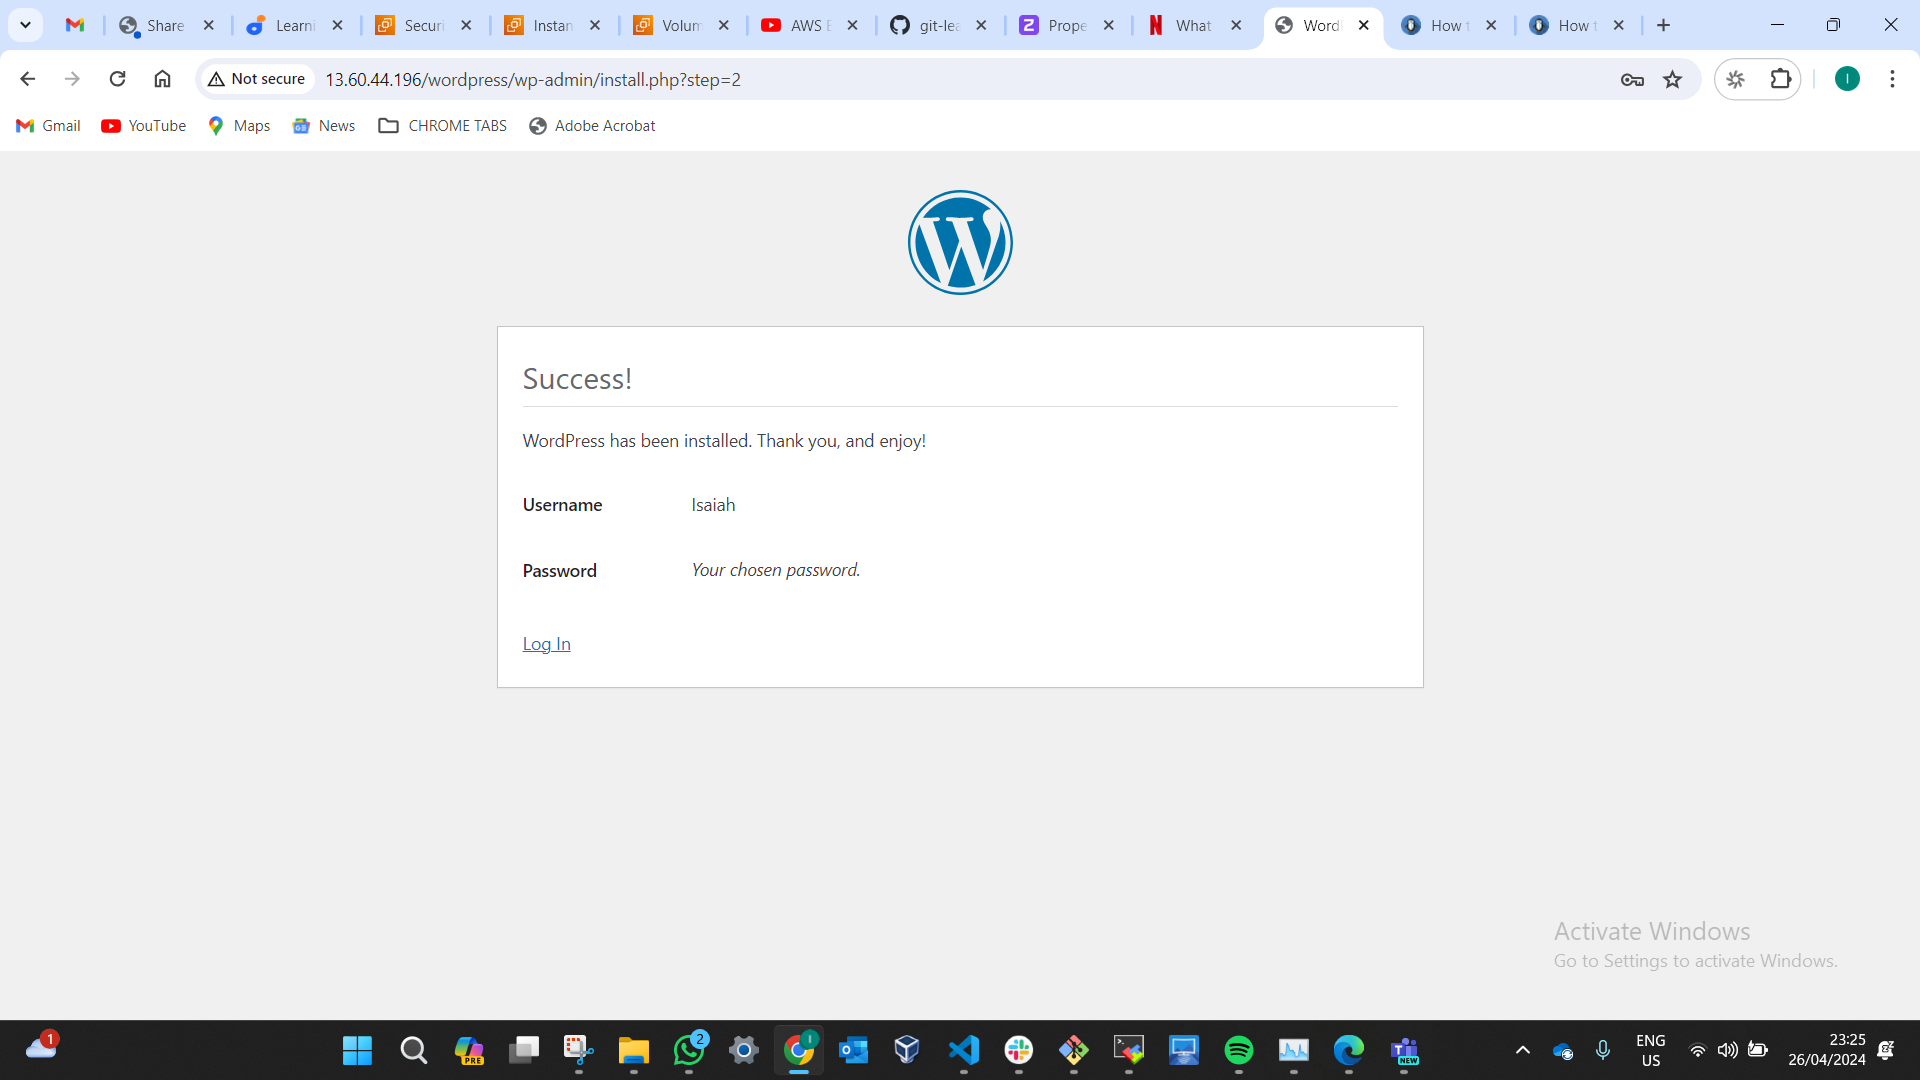 Share
Learni
Securi
Instan
Volum
AWS E
git-lea
Prope
What
Word
How t
How t
Not secure
13.60.44.196/wordpress/wp-admin/install.php?step=2
I
Gmail
YouTube
Maps
News
CHROME TABS
Adobe Acrobat
Success!
WordPress has been installed. Thank you, and enjoy!
Username Isaiah
Password Your chosen password.
Log In
Activate Windows
Go to Settings to activate Windows.
1
PRE
2
I
NEW
ENG
US
23:25
26/04/2024